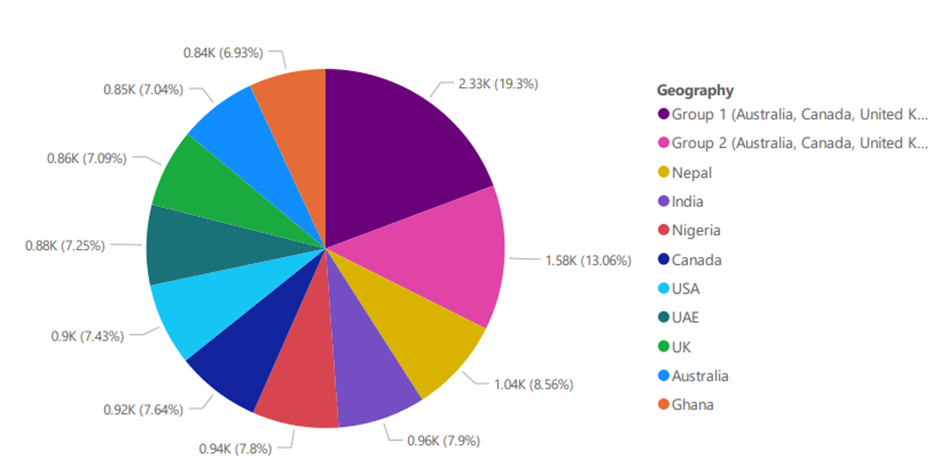 0.84K (6.93%)
2.33K (19.3%)
0.85K (7.04%)
0.86K (7.09%)
0.88K (7.25%)
1.58K (13.06%)
0.9K (7.43%)
1.04K (8.56%)
0.92K (7.64%)
0.96K (7.9%)
0.94K (7.8%)
Geography
Group 1 (Australia, Canada, United K...
Group 2 (Australia, Canada, United K...
Nepal
India
Nigeria
Canada
USA
UAE
UK
Australia
Ghana